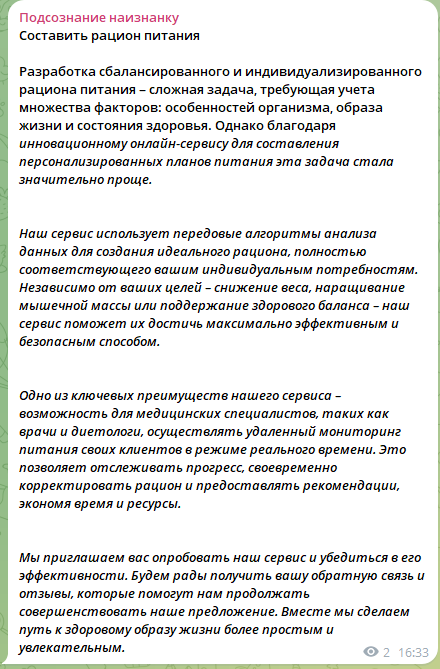 Подсознание наизнанку
Составить рацион питания
Разработка сбалансированного и индивидуализированного
рациона питания – сложная задача, требующая учета
множества факторов: особенностей организма, образа
жизни и состояния здоровья. Однако благодаря
инновационному онлайн-сервису для составления
персонализированных планов питания эта задача стала
значительно проще.
Наш сервис использует передовые алгоритмы анализа
данных для создания идеального рациона, полностью
соответствующего вашим индивидуальным потребностям.
Независимо от ваших целей – снижение веса, наращивание
мышечной массы или поддержание здорового баланса – наш
сервис поможет их достичь максимально эффективным и
безопасным способом.
Одно из ключевых преимуществ нашего сервиса –
возможность для медицинских специалистов, таких как
врачи и диетологи, осуществлять удаленный мониторинг
питания своих клиентов в режиме реального времени. Это
позволяет отслеживать прогресс, своевременно
корректировать рацион и предоставлять рекомендации,
экономя время и ресурсы.
Мы приглашаем вас опробовать наш сервис и убедиться в его
эффективности. Будем рады получить вашу обратную связь и
отзывы, которые помогут нам продолжать
совершенствовать наше предложение. Вместе мы сделаем
путь к здоровому образу жизни более простым и
увлекательным.
2 16:33